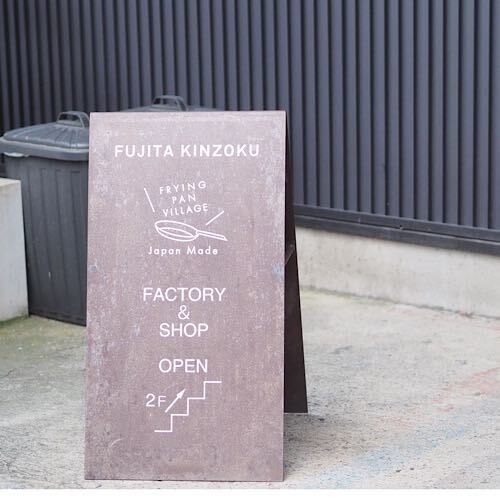 FUJITA KINZOKU
FRYING
PAN
VILLAGE
Japan Made
FACTORY
&
SHOP
OPEN
2F